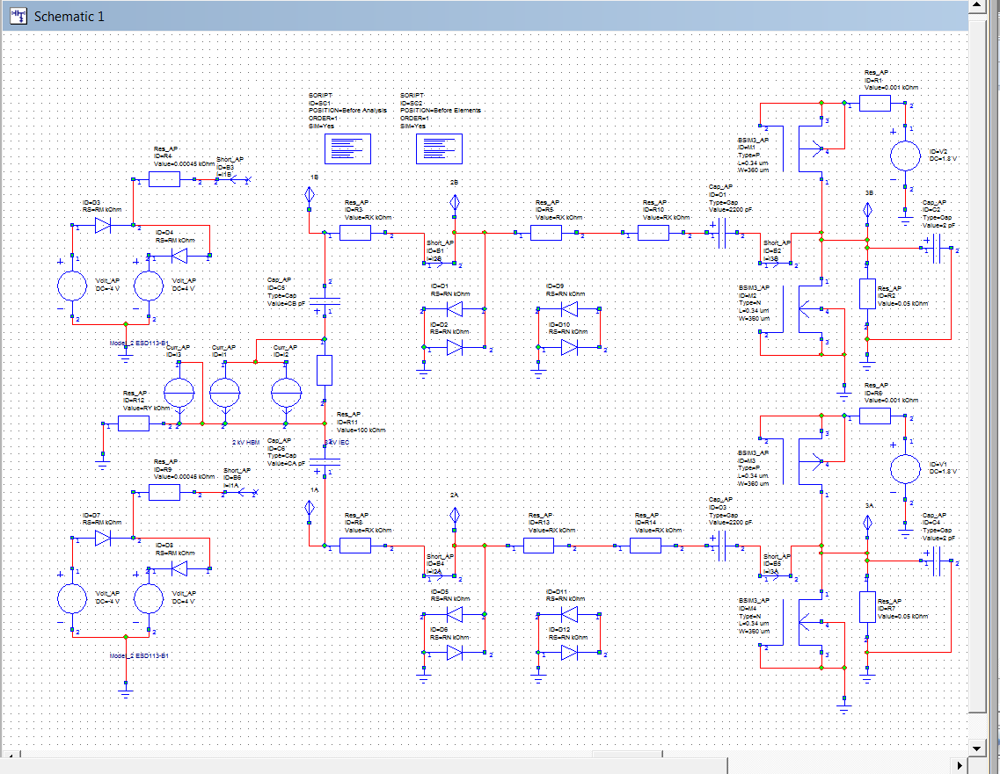 Schematic 1
SCRIPT
ID=SC1
POSITION=Before Analysis
ORDER=1
SIM=Yes
SCRIPT
ID=SC2
POSITION=Before Elements
ORDER=1
SIM=Yes
Res_AP
ID=R1
Value=0.001 kOhm
BSIM3_AP
ID=M1
Type=P
L=0.34 um
W=360 um
ID=V2
DC=1.8 V
Res_AP
ID=R4
Value=0.00045 kOhm
Short_AP
ID=B3
I=I1B
1B
2B
3B
ID=D3
RS=RM kOhm
ID=D4
RS=RM kOhm
Res_AP
ID=R3
Value=RX kOhm
Short_AP
ID=B1
I=I2B
Res_AP
ID=R5
Value=RX kOhm
Res_AP
ID=R10
Value=RX kOhm
Cap_AP
Type=Cap
Value=2200 pF
Short_AP
ID=B2
I=I3B
Cap_AP
ID=C2
Type=Cap
Value=2 pF
Volt_AP
DC=-4 V
Volt_AP
DC=4 V
Cap_AP
ID=C5
Type=Cap
Value=CB pF
ID=D1
RS=RN kOhm
ID=D2
RS=RN kOhm
ID=D9
RS=RN kOhm
ID=D10
RS=RN kOhm
BSIM3_AP
ID=M2
Type=N
L=0.34 um
W=360 um
Res_AP
ID=R2
Value=0.05 kOhm
Model_2 ESD113-B1
Curr_AP
ID=I3
Curr_AP
ID=I1
Curr_AP
ID=I2
Res_AP
ID=R12
Value=RY kOhm
Res_AP
ID=R11
Value=100 kOhm
2 kV HBM
kV IEC
Cap_AP
ID=C6
Type=Cap
Value=CA pF
Res_AP
ID=R6
Value=0.001 kOhm
BSIM3_AP
ID=M3
Type=P
L=0.34 um
W=360 um
ID=V1
DC=1.8 V
Res_AP
ID=R9
Value=0.00045 kOhm
Short_AP
ID=B6
I=I1A
1A
2A
3A
ID=D7
RS=RM kOhm
RS=RM kOhm
Res_AP
ID=R8
Value=RX kOhm
Short_AP
ID=B4
I=I2A
Res_AP
ID=R13
Value=RX kOhm
Res_AP
ID=R14
Value=RX kOhm
Cap_AP
ID=C3
Type=Cap
Value=2200 pF
Short_AP
ID=B5
I=I3A
Cap_AP
ID=C4
Type=Cap
Value=2 pF
Volt_AP
DC=-4 V
Volt_AP
DC=4 V
ID=D5
RS=RN kOhm
ID=D6
RS=RN kOhm
ID=D11
RS=RN kOhm
ID=D12
RS=RN kOhm
BSIM3_AP
ID=M4
Type=N
L=0.34 um
W=360 um
Res_AP
ID=R7
Value=0.05 kOhm
Model_2 ESD113-B1